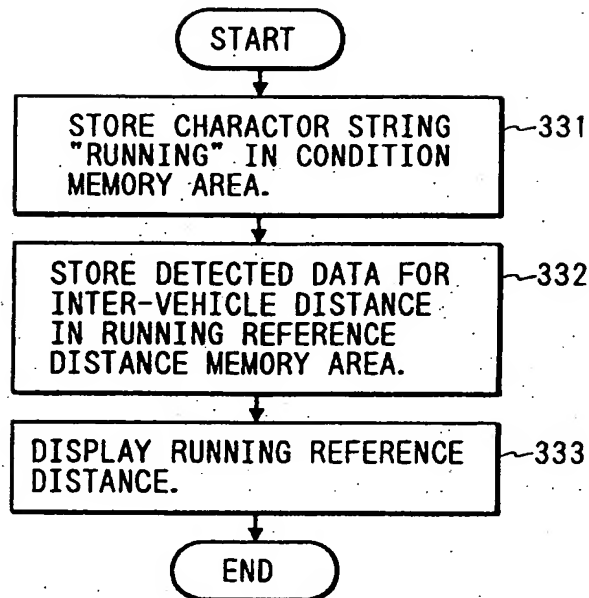 START
STORE CHARACTOR STRING
"RUNNING" IN CONDITION
MEMORY AREA.
331
STORE DETECTED DATA FOR
INTER-VEHICLE DISTANCE
IN RUNNING REFERENCE
DISTANCE MEMORY AREA.
332
DISPLAY RUNNING REFERENCE
DISTANCE.
333
END